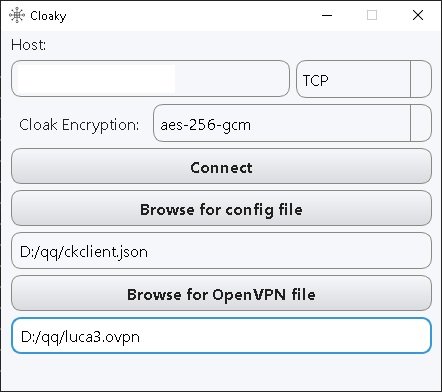 Cloaky
Host:
TCP
Cloak Encryption: aes-256-gcm
Connect
Browse for config file
D:/qq/ckclient.json
Browse for OpenVPN file
D:/qq/luca3.ovpn